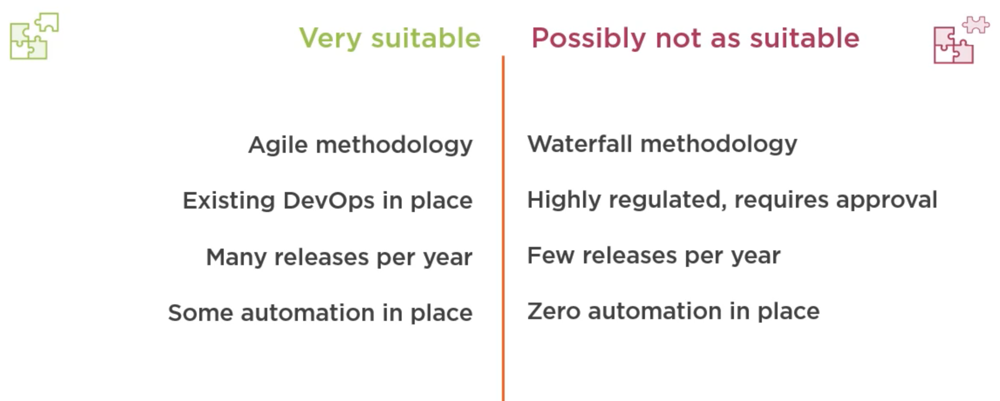 Very suitable
Possibly not as suitable
Agile methodology
Waterfall methodology
Existing DevOps in place
Highly regulated, requires approval
Many releases per year
Few releases per year
Some automation in place
Zero automation in place